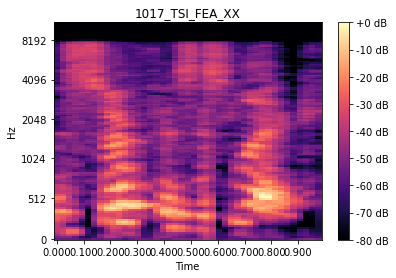 1017_TSI_FEA_XX
8192
4096
2048
1024
512
0
Hz
0.0000.1000.2000.3000.4000.5000.6000.7000.8000.900
Time
+0 dB
-10 dB
-20 dB
-30 dB
-40 dB
-50 dB
-60 dB
-70 dB
-80 dB